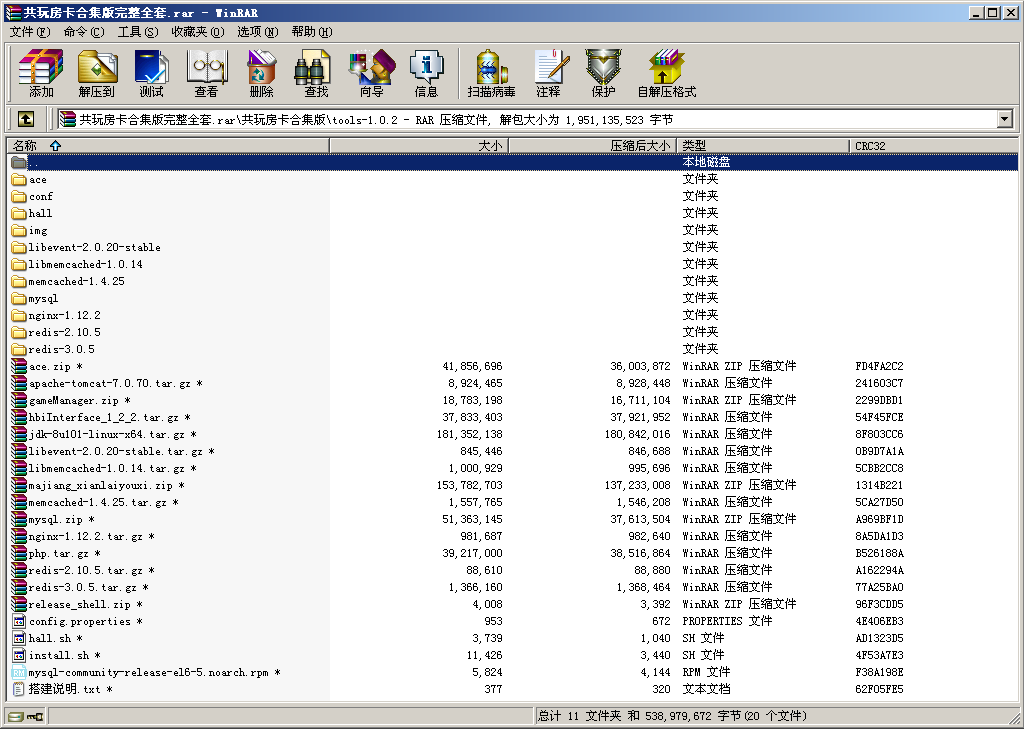 共玩房卡合集版完整全套.rar - WinRAR
文件(F) 命令(C) 工具(S) 收藏夹(O) 选项(N) 帮助(H)
添加 解压到 测试 查看 删除 查找 向导 信息 扫描病毒 注释 保护 自解压格式
共玩房卡合集版完整全套.rar\共玩房卡合集版\tools-1.0.2 - RAR 压缩文件, 解包大小为 1,951,135,523 字节
名称 大小 压缩后大小 类型 CRC32
.. 本地磁盘
ace 文件夹
conf 文件夹
hall 文件夹
img 文件夹
libevent-2.0.20-stable 文件夹
libmemcached-1.0.14 文件夹
memcached-1.4.25 文件夹
mysql 文件夹
nginx-1.12.2 文件夹
redis-2.10.5 文件夹
redis-3.0.5 文件夹
ace.zip * 41,856,696 36,003,872 WinRAR ZIP 压缩文件 FD4FA2C2
apache-tomcat-7.0.70.tar.gz * 8,924,465 8,928,448 WinRAR 压缩文件 241603C7
gameManager.zip * 18,783,198 16,711,104 WinRAR ZIP 压缩文件 2299DBD1
hbiInterface_1_2_2.tar.gz * 37,833,403 37,921,952 WinRAR 压缩文件 54F45FCE
jdk-8u101-linux-x64.tar.gz * 181,352,138 180,842,016 WinRAR 压缩文件 8F803CC6
libevent-2.0.20-stable.tar.gz * 845,446 846,688 WinRAR 压缩文件 0B9D7A1A
libmemcached-1.0.14.tar.gz * 1,000,929 995,696 WinRAR 压缩文件 5CBB2CC8
majiang_xianlaiyouxi.zip * 153,782,703 137,233,008 WinRAR ZIP 压缩文件 1314B221
memcached-1.4.25.tar.gz * 1,557,765 1,546,208 WinRAR 压缩文件 5CA27D50
mysql.zip * 51,363,145 37,613,504 WinRAR ZIP 压缩文件 A969BF1D
nginx-1.12.2.tar.gz * 981,687 982,640 WinRAR 压缩文件 8A5DA1D3
php.tar.gz * 39,217,000 38,516,864 WinRAR 压缩文件 B526188A
redis-2.10.5.tar.gz * 88,610 88,880 WinRAR 压缩文件 A162294A
redis-3.0.5.tar.gz * 1,366,160 1,368,464 WinRAR 压缩文件 77A25BA0
release_shell.zip * 4,008 3,392 WinRAR ZIP 压缩文件 96F3CDD5
config.properties * 953 672 PROPERTIES 文件 4E406EB3
hall.sh * 3,739 1,040 SH 文件 AD1323D5
install.sh * 11,426 3,440 SH 文件 4F53A7E3
mysql-community-release-el6-5.noarch.rpm * 5,824 4,144 RPM 文件 F38A198E
搭建说明.txt * 377 320 文本文档 62F05FE5
总计 11 文件夹 和 538,979,672 字节(20 个文件)